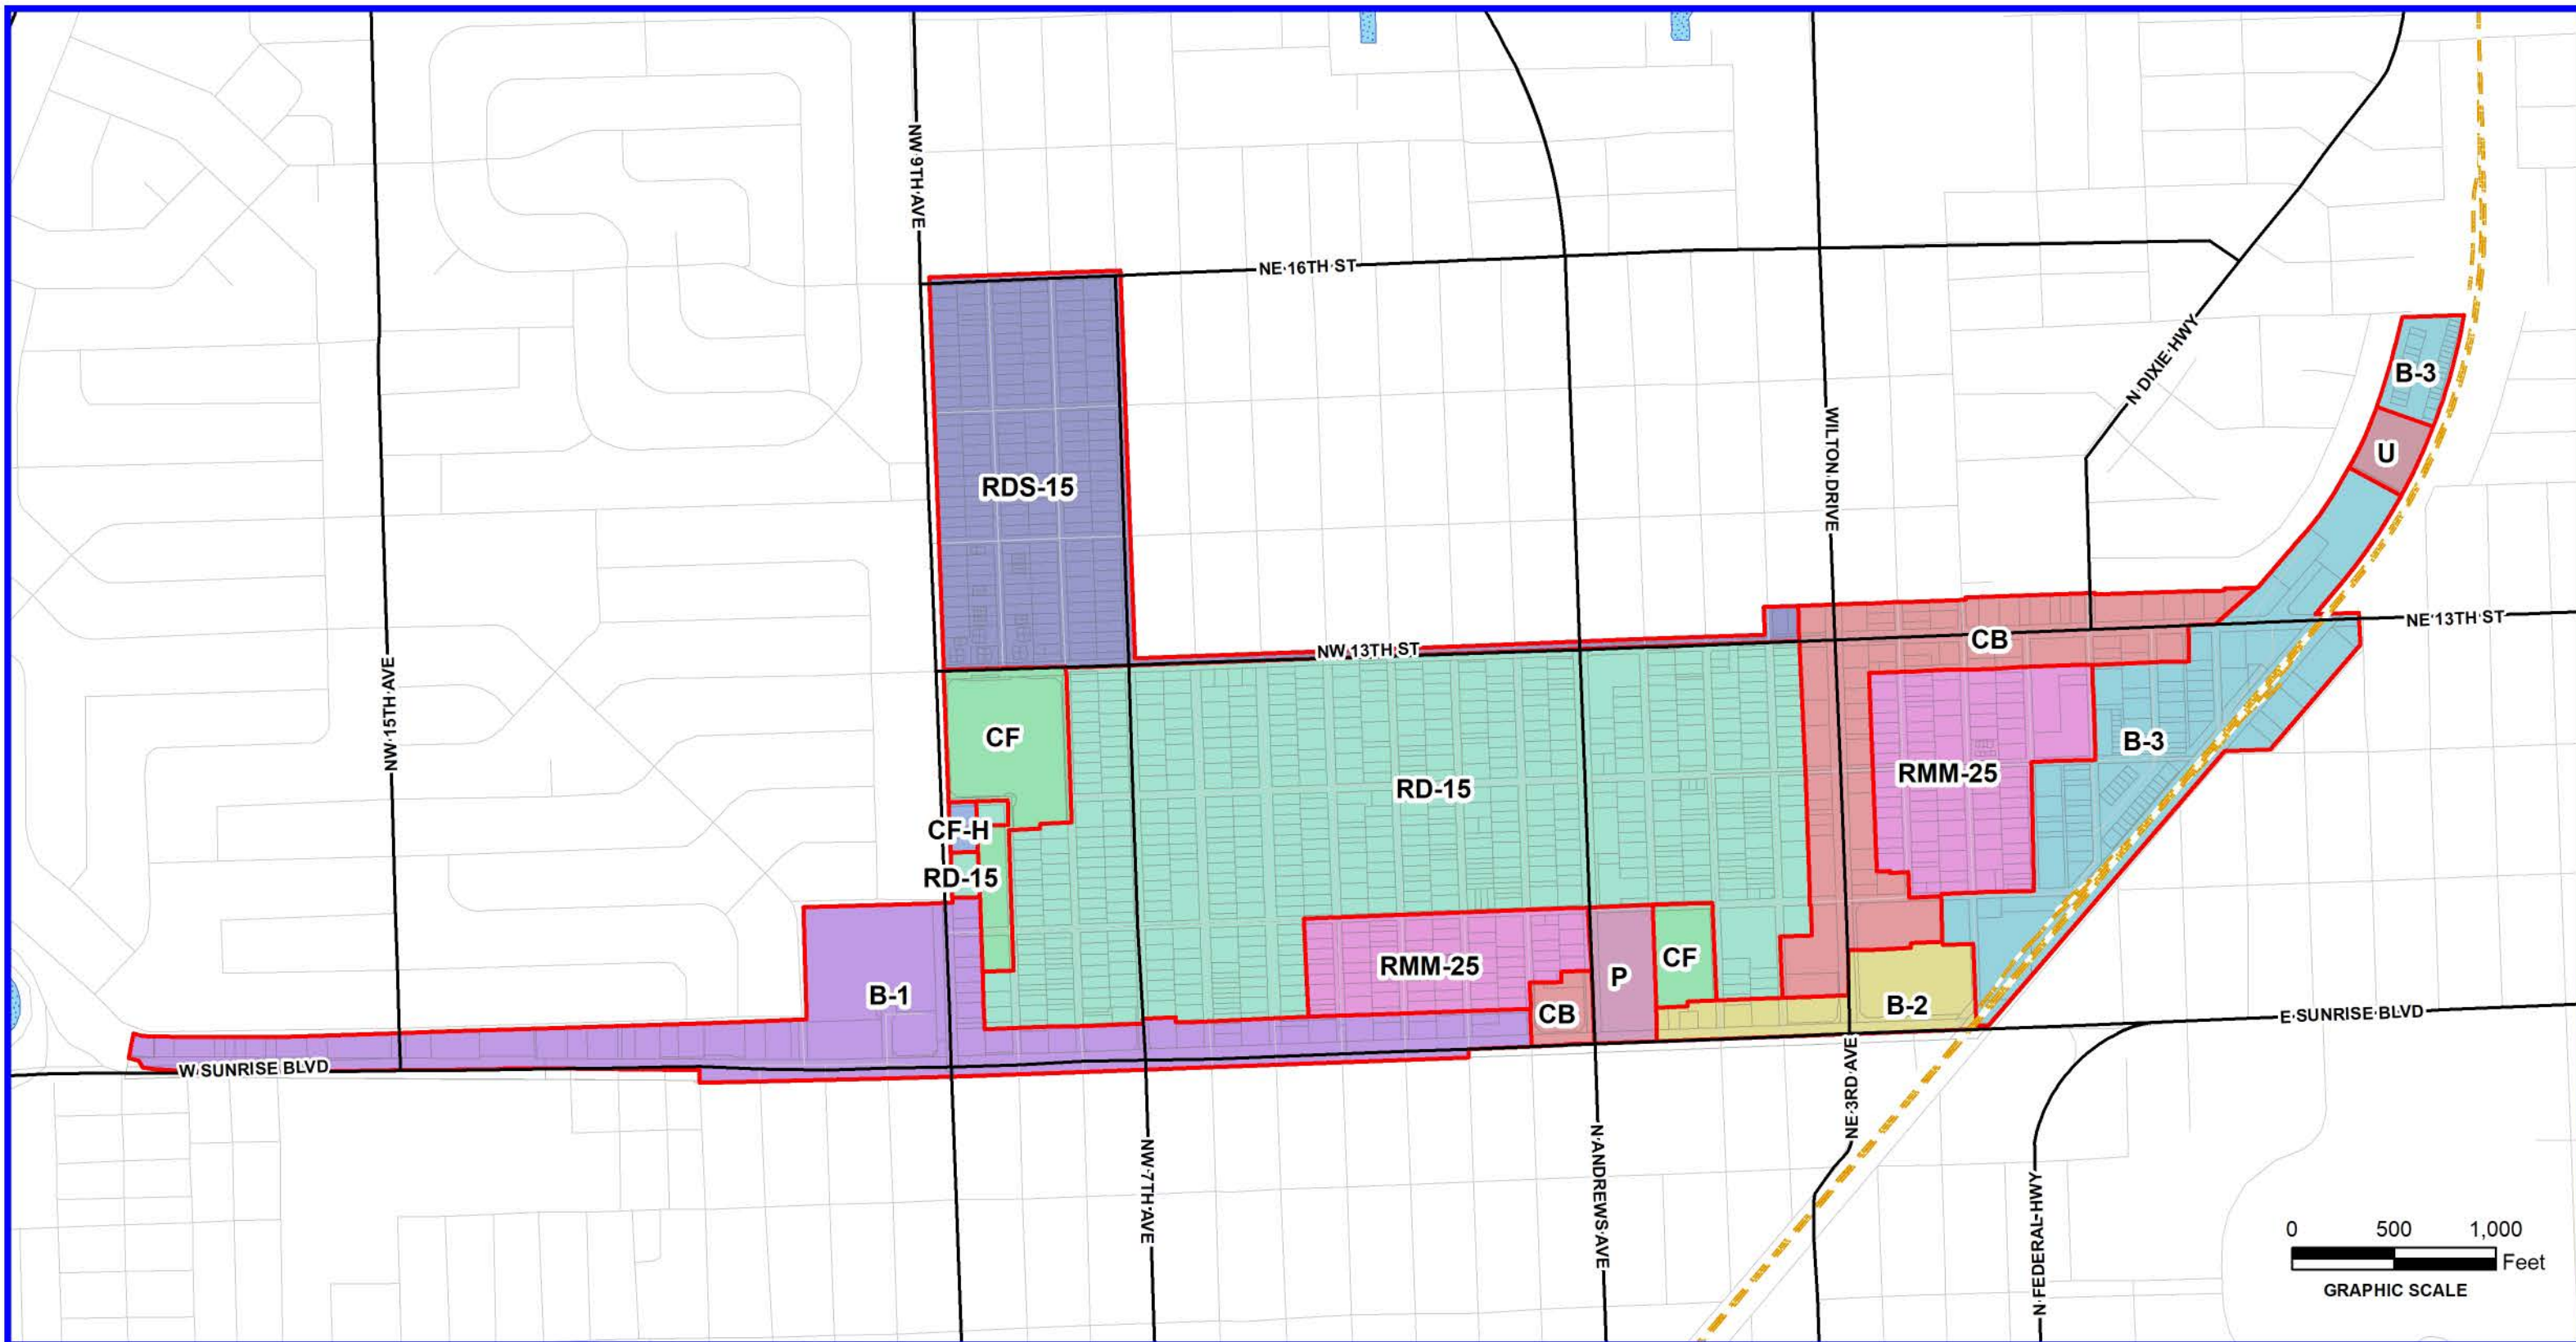 NW 9TH AVE
NE 16TH ST
N DIXIE HWY
B-3
U
WILTON DRIVE
RDS-15
NE 13TH ST
CB
NW 13TH ST
NW 15TH AVE
CF
B-3
RMM-25
RD-15
CF-H
RD-15
CF
RMM-25
P
B-1
B-2
CB
E SUNRISE BLVD
W SUNRISE BLVD
NE 3RD AVE
NW 7TH AVE
N ANDREWS AVE
N FEDERAL HWY
0 500 1,000
Feet
GRAPHIC SCALE